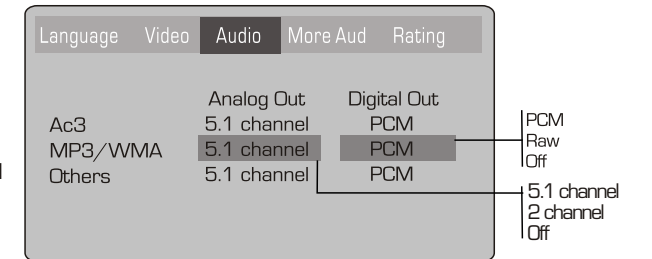 Language Video Audio More Aud Rating
Analog Out Digital Out
Ac3 5.1 channel PCM
MP3/WMA 5.1 channel PCM
Others 5.1 channel PCM
PCM
Raw
Off
5.1 channel
2 channel
Off